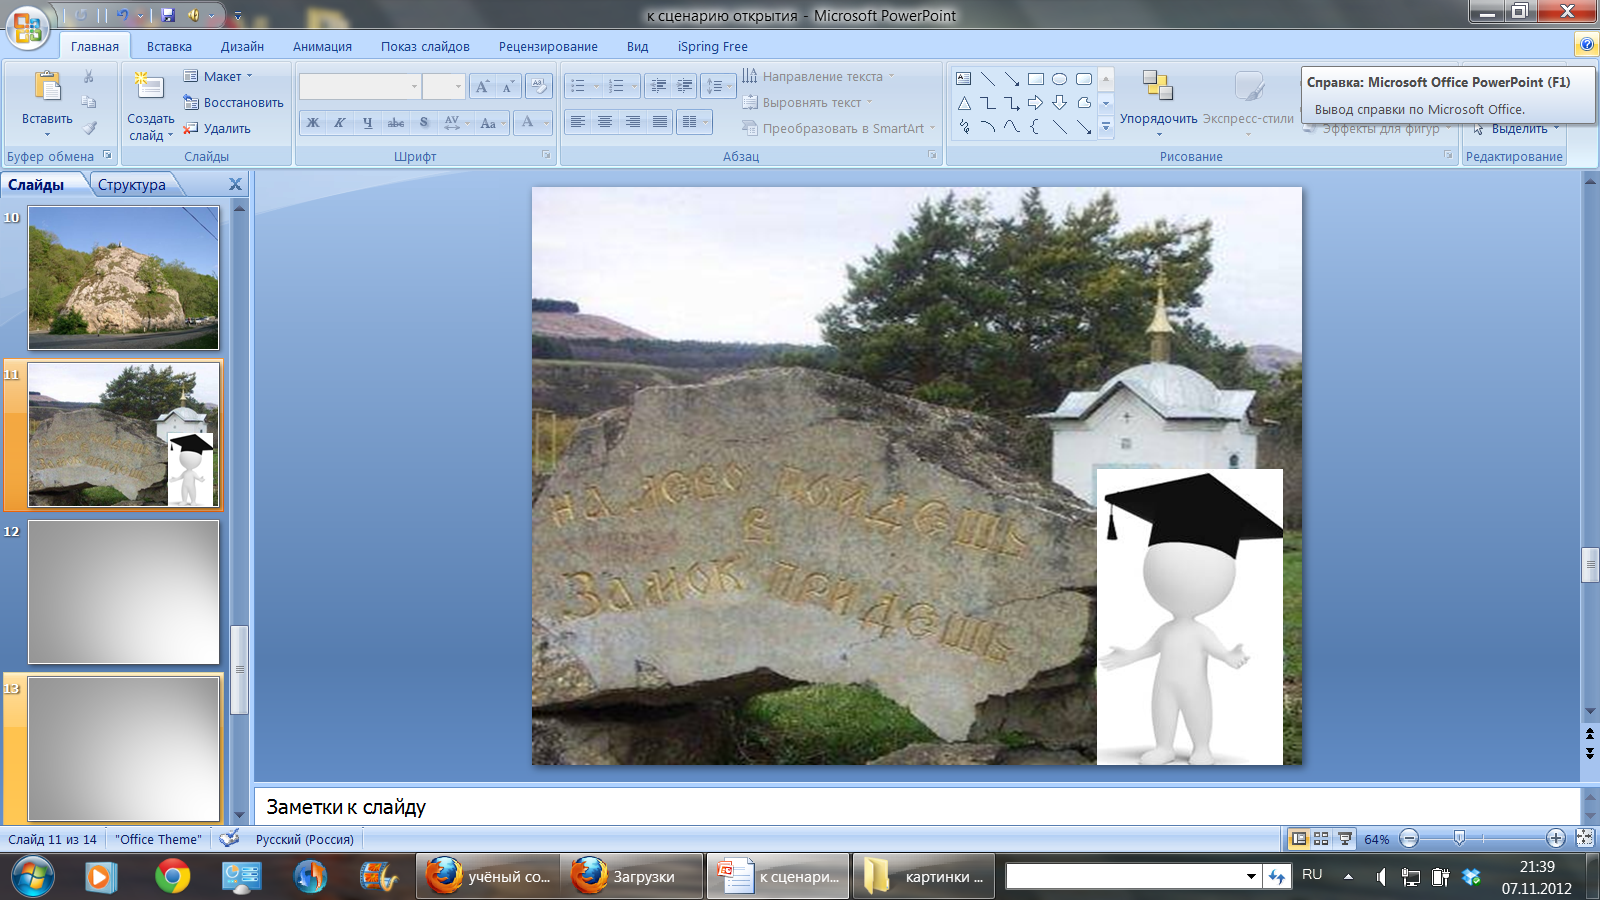 к сценарию открытия - Microsoft PowerPoint
Главная Вставка Дизайн Анимация Показ слайдов Рецензирование Вид iSpring Free
Вставить
Буфер обмена
Создать слайд
Макет
Восстановить
Удалить
Слайды
Ж К Ч abc S AV Aa A
Шрифт
Направление текста
Выровнять текст
Преобразовать в SmartArt
Абзац
Упорядочить
Экспресс-стили
Эффекты для фигур
Рисование
Выделить
Редактирование
Справка: Microsoft Office PowerPoint (F1)
Вывод справки по Microsoft Office.
Слайды Структура
10
11
12
13
на лево пойдешь
в
Замок придешь
Заметки к слайду
Слайд 11 из 14 "Office Theme" Русский (Россия) 64%
учёный со... Загрузки к сценари... картинки ... RU 21:39
07.11.2012